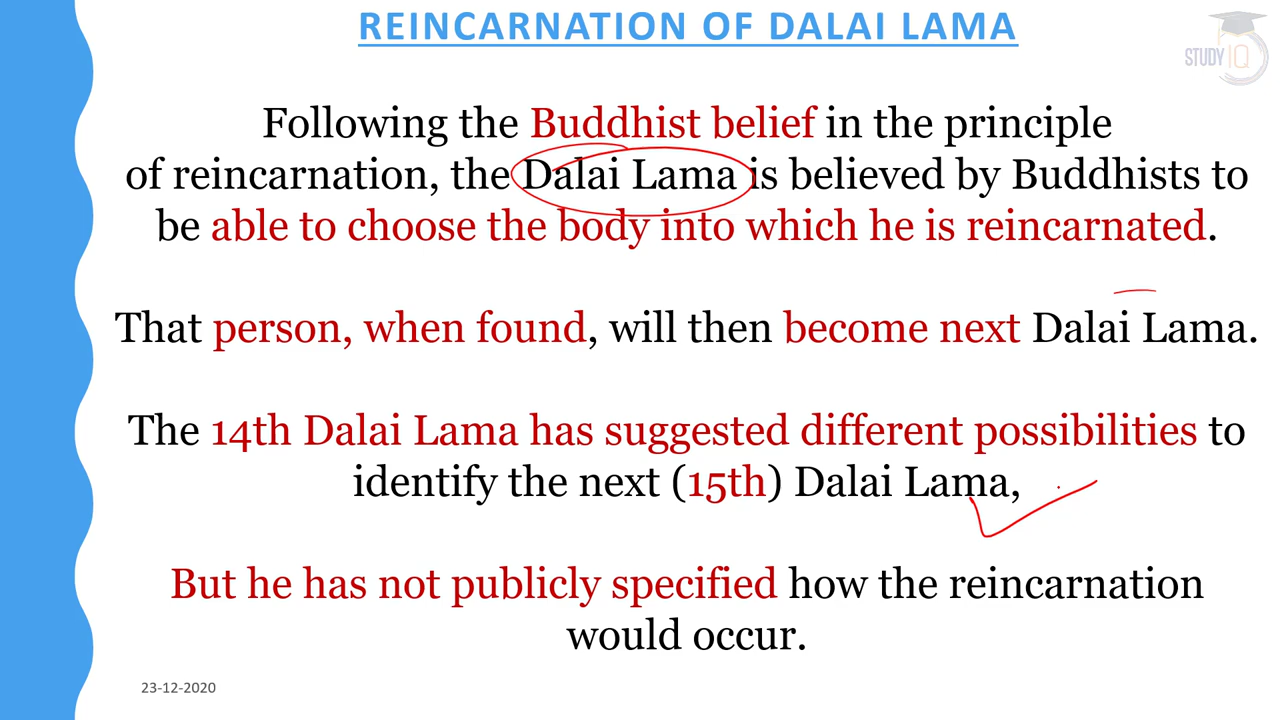 REINCARNATION OF DALAI LAMA
STUDY IQ
Following the Buddhist belief in the principle
of reincarnation, the Dalai Lama is believed by Buddhists to
be able to choose the body into which he is reincarnated.
That person, when found, will then become next Dalai Lama.
The 14th Dalai Lama has suggested different possibilities to
identify the next (15th) Dalai Lama,
But he has not publicly specified how the reincarnation
would occur.
23-12-2020